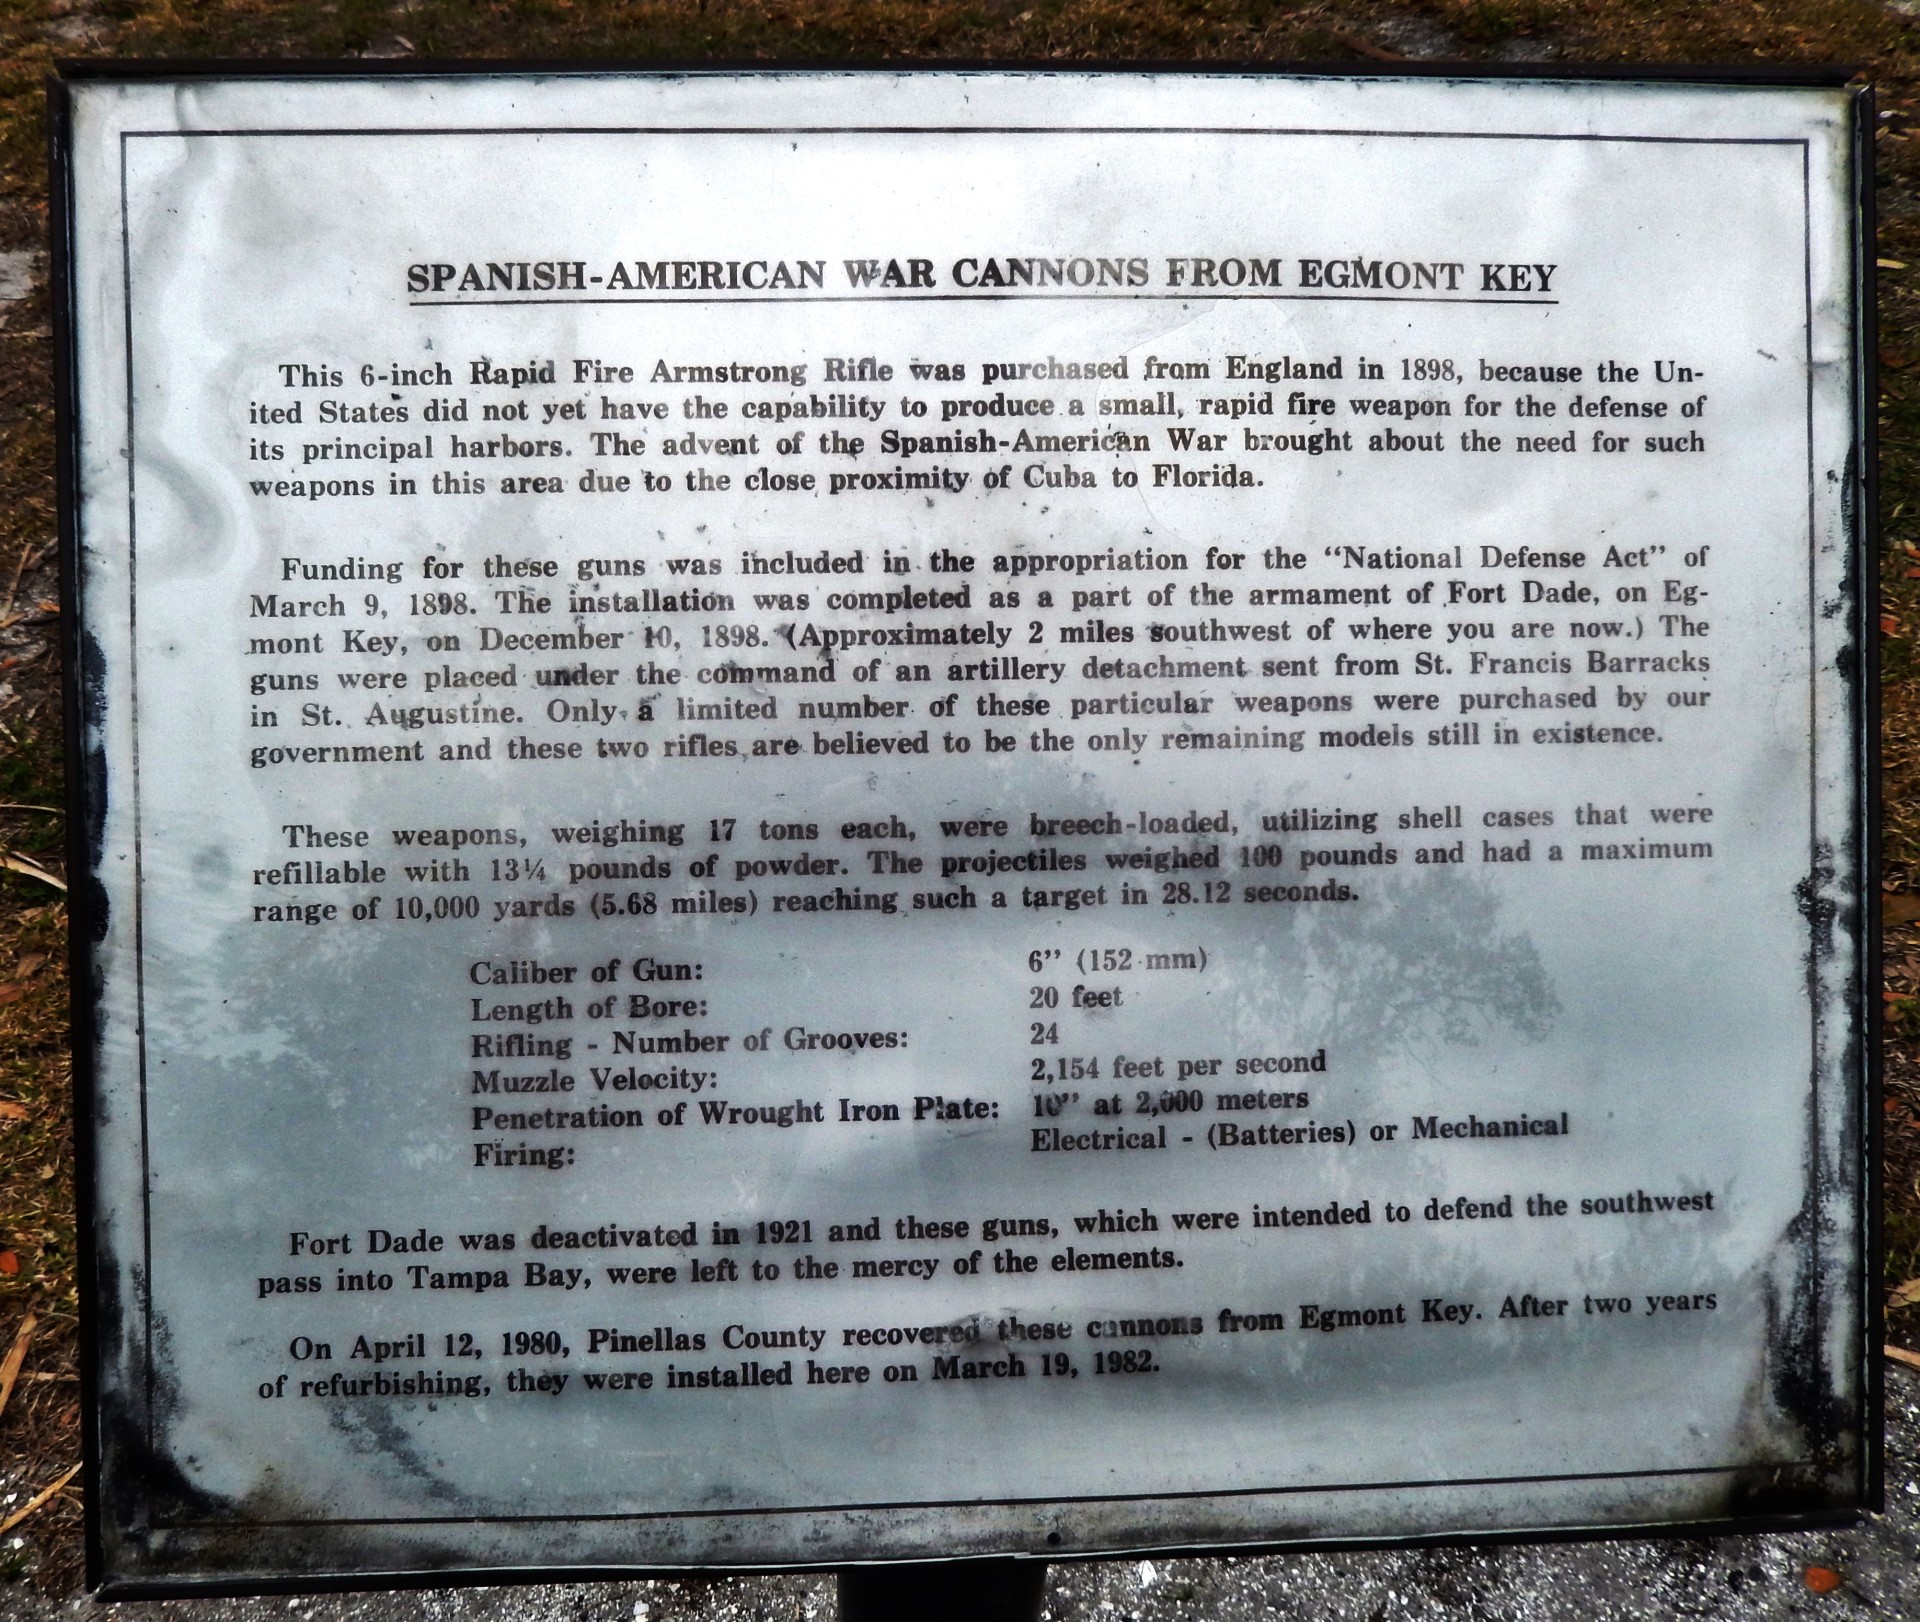 SPANISH-AMERICAN WAR CANNONS FROM EGMONT KEY
This 6-inch Rapid Fire Armstrong Rifle was purchased from England in 1898, because the Un-
ited States did not yet have the capability to produce a small, rapid fire weapon for the defense of
its principal harbors. The advent of the Spanish-American War brought about the need for such
weapons in this area due to the close proximity of Cuba to Florida.
Funding for these guns was included in the appropriation for the “National Defense Act” of
March 9, 1898. The installation was completed as a part of the armament of Fort Dade, on Eg-
mont Key, on December 10, 1898. (Approximately 2 miles southwest of where you are now.) The
guns were placed under the command of an artillery detachment sent from St. Francis Barracks
in St. Augustine. Only a limited number of these particular weapons were purchased by our
government and these two rifles are believed to be the only remaining models still in existence.
These weapons, weighing 17 tons each, were breech-loaded, utilizing shell cases that were
refillable with 13¼ pounds of powder. The projectiles weighed 100 pounds and had a maximum
range of 10,000 yards (5.68 miles) reaching such a target in 28.12 seconds.
Caliber of Gun: 6” (152 mm)
Length of Bore: 20 feet
Rifling - Number of Grooves: 24
Muzzle Velocity: 2,154 feet per second
Penetration of Wrought Iron Plate: 10” at 2,000 meters
Firing: Electrical - (Batteries) or Mechanical
Fort Dade was deactivated in 1921 and these guns, which were intended to defend the southwest
pass into Tampa Bay, were left to the mercy of the elements.
On April 12, 1980, Pinellas County recovered these cannons from Egmont Key. After two years
of refurbishing, they were installed here on March 19, 1982.